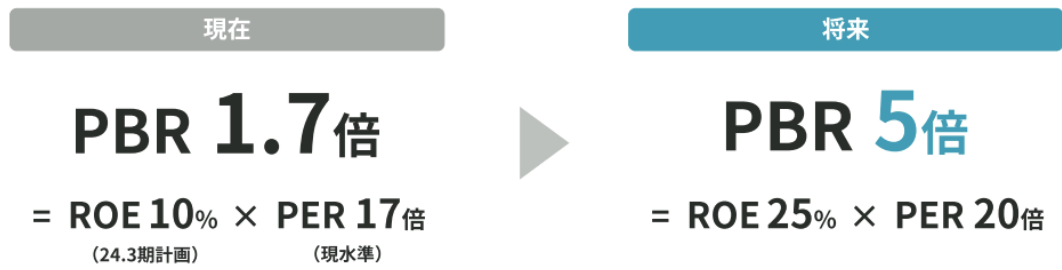 現在
PBR 1.7倍
= ROE 10% × PER 17倍
(24.3期計画) (現水準)
将来
PBR 5倍
= ROE 25% × PER 20倍